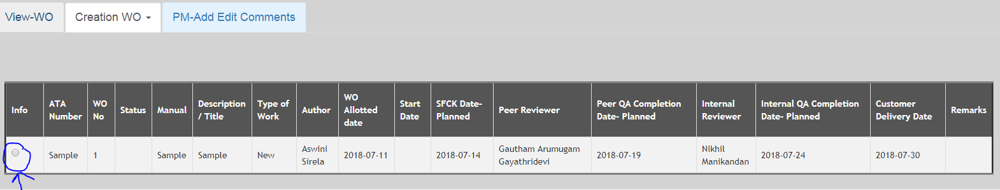 View-WO Creation WO PM-Add Edit Comments
Info ATA Number WO No Status Manual Description / Title Type of Work Author WO Allotted date Start Date SFCK Date- Planned Peer Reviewer Peer QA Completion Date- Planned Internal Reviewer Internal QA Completion Date- Planned Customer Delivery Date Remarks
Sample 1 Sample Sample New Aswini Sirela 2018-07-11 2018-07-14 Gautham Arumugam Gayathridevi 2018-07-19 Nikhil Manikandan 2018-07-24 2018-07-30